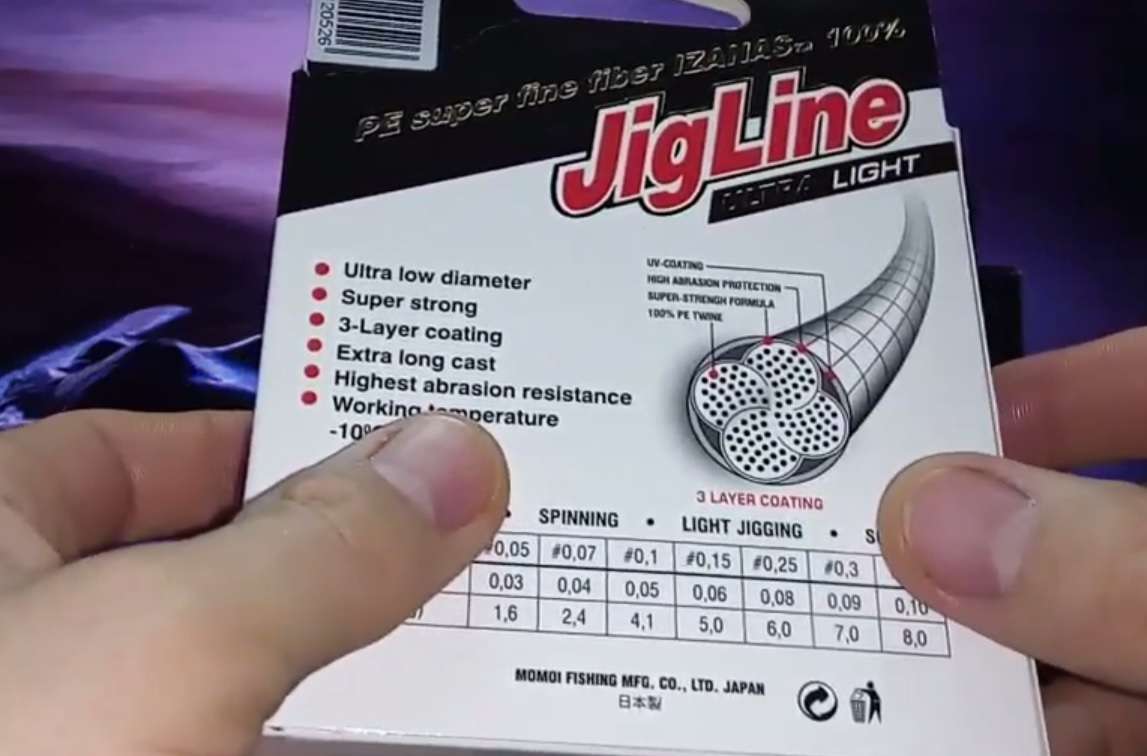 20526
PE super fine fiber IZANAS™ 100%
JigLine
ULTRA LIGHT
UV-COATING
HIGH ABRASION PROTECTION
SUPER-STRENGH FORMULA
100% PE TWINE
• Ultra low diameter
• Super strong
• 3-Layer coating
• Extra long cast
• Highest abrasion resistance
• Working temperature
-10º
3 LAYER COATING
• SPINNING • LIGHT JIGGING •
#0,05 #0,07 #0,1 #0,15 #0,25 #0,3
0,03 0,04 0,05 0,06 0,08 0,09 0,10
1,6 2,4 4,1 5,0 6,0 7,0 8,0
MOMOI FISHING MFG. CO., LTD. JAPAN
日本製